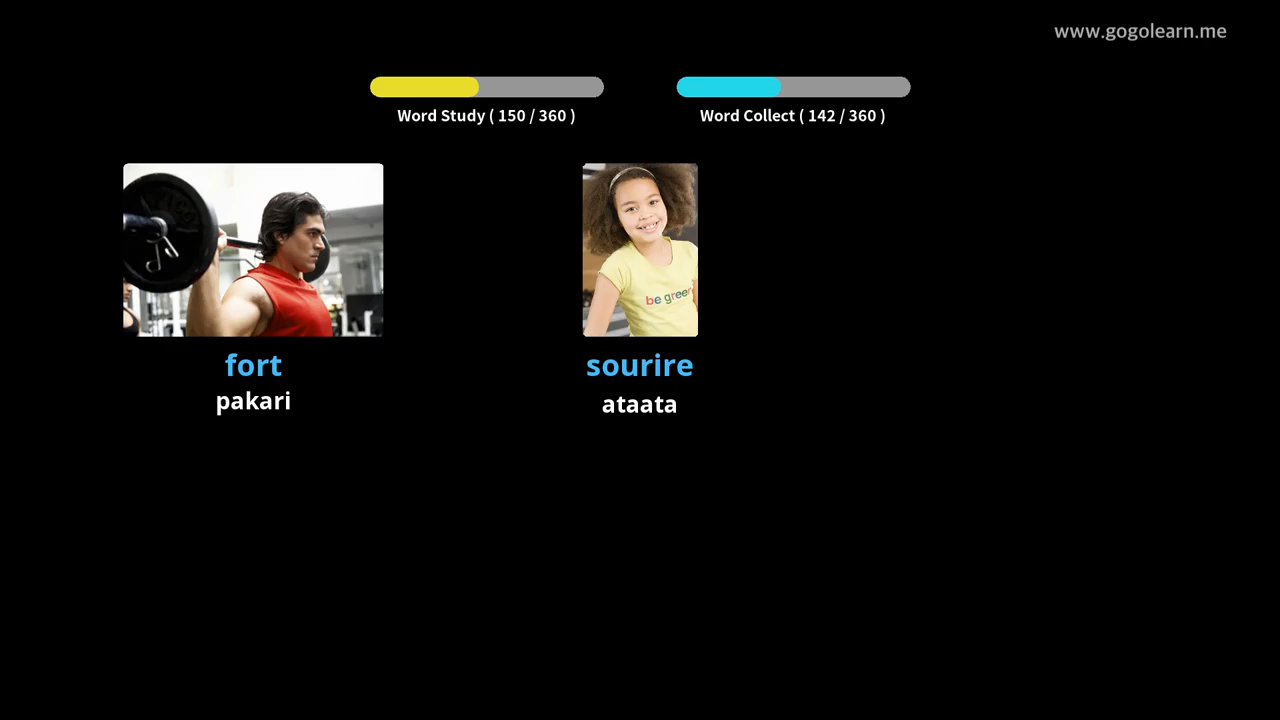 www.gogolearn.me
Word Study ( 150 / 360 )
Word Collect ( 142 / 360 )
be green
fort
pakari
sourire
ataata